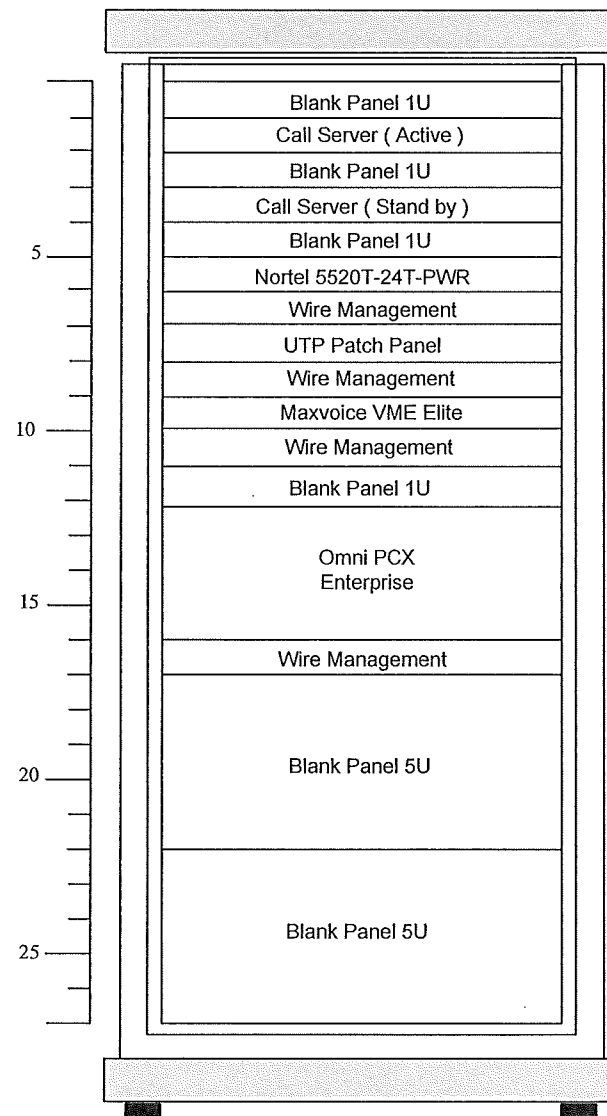 Blank Panel 1U
Call Server ( Active )
Blank Panel 1U
Call Server ( Stand by )
Blank Panel 1U
5
Nortel 5520T-24T-PWR
Wire Management
UTP Patch Panel
Wire Management
Maxvoice VME Elite
10
Wire Management
Blank Panel 1U
Omni PCX
Enterprise
15
Wire Management
Blank Panel 5U
20
Blank Panel 5U
25